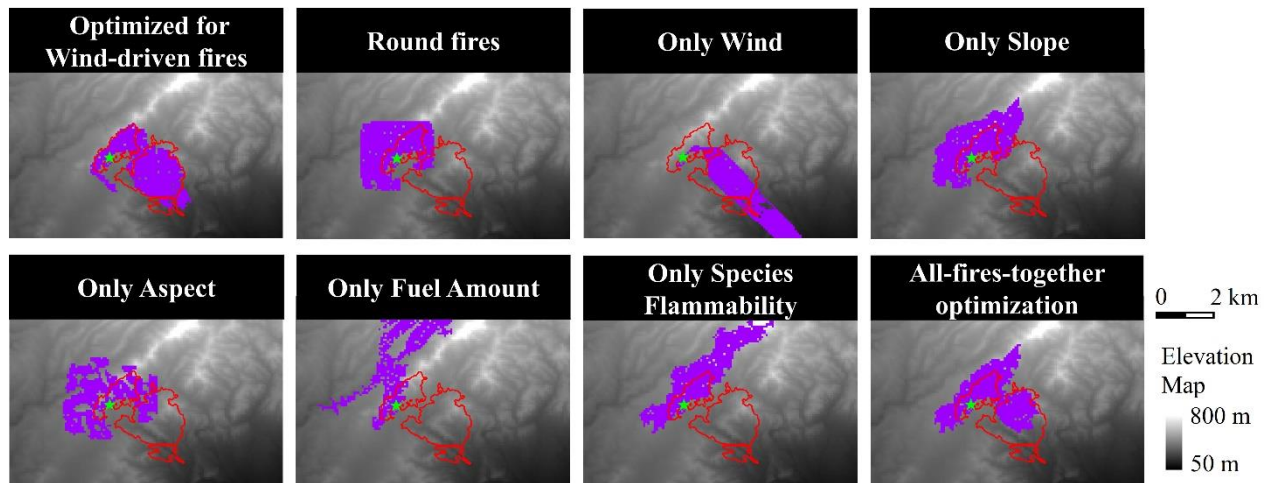 Optimized for
Wind-driven fires
Round fires
Only Wind
Only Slope
Only Aspect
Only Fuel Amount
Only Species
Flammability
All-fires-together
optimization
0 2 km
Elevation
Map
800 m
50 m